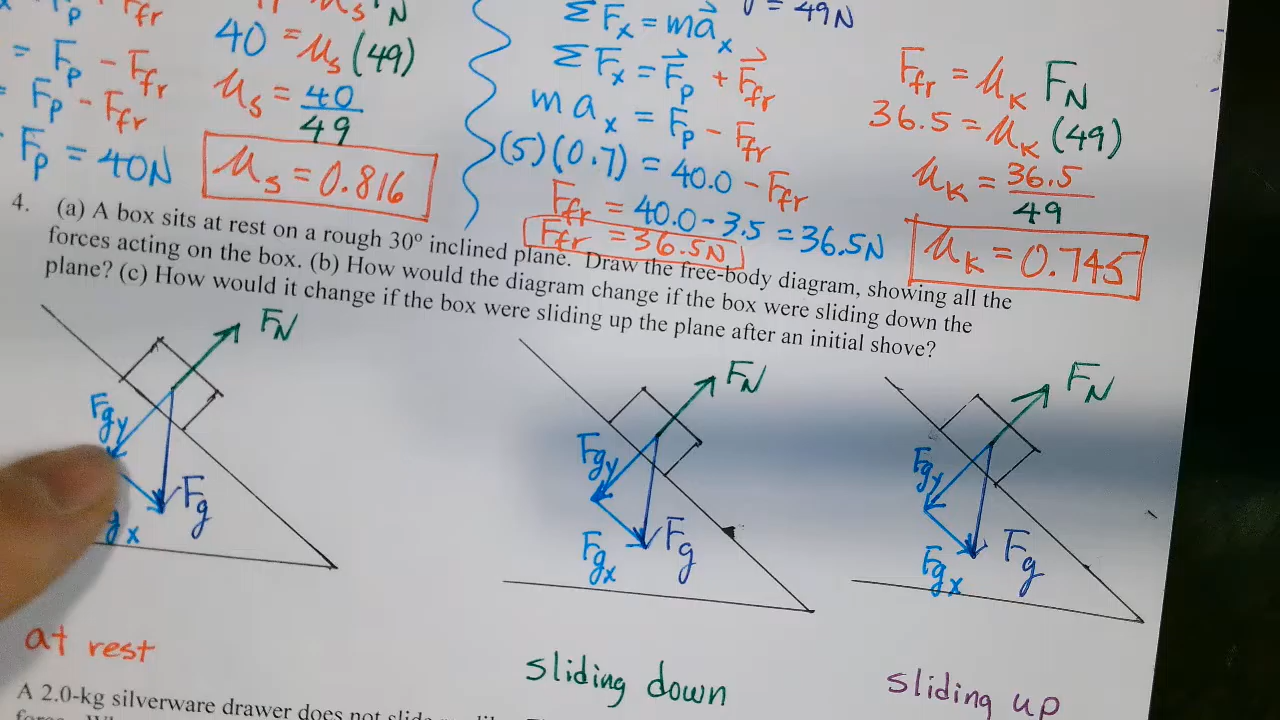 40 = μs (49)
= Fp - Ffr
μs = 40/49
Fp - Ffr
Fp = 40N
μs = 0.816
ΣFx = max
= 49N
ΣFx = Fp + Ffr
max = Fp - Ffr
(5)(0.7) = 40.0 - Ffr
Ffr = 40.0 - 3.5 = 36.5N
Ffr = 36.5N
Ffr = μK FN
36.5 = μK (49)
μK = 36.5/49
μK = 0.745
4. (a) A box sits at rest on a rough 30° inclined plane. Draw the free-body diagram, showing all the
forces acting on the box. (b) How would the diagram change if the box were sliding down the
plane? (c) How would it change if the box were sliding up the plane after an initial shove?
FN
Fgy
Fg
gx
at rest
FN
Fgy
Fg
Fgx
sliding down
FN
Fgy
Fg
Fgx
sliding up
A 2.0-kg silverware drawer does not slide